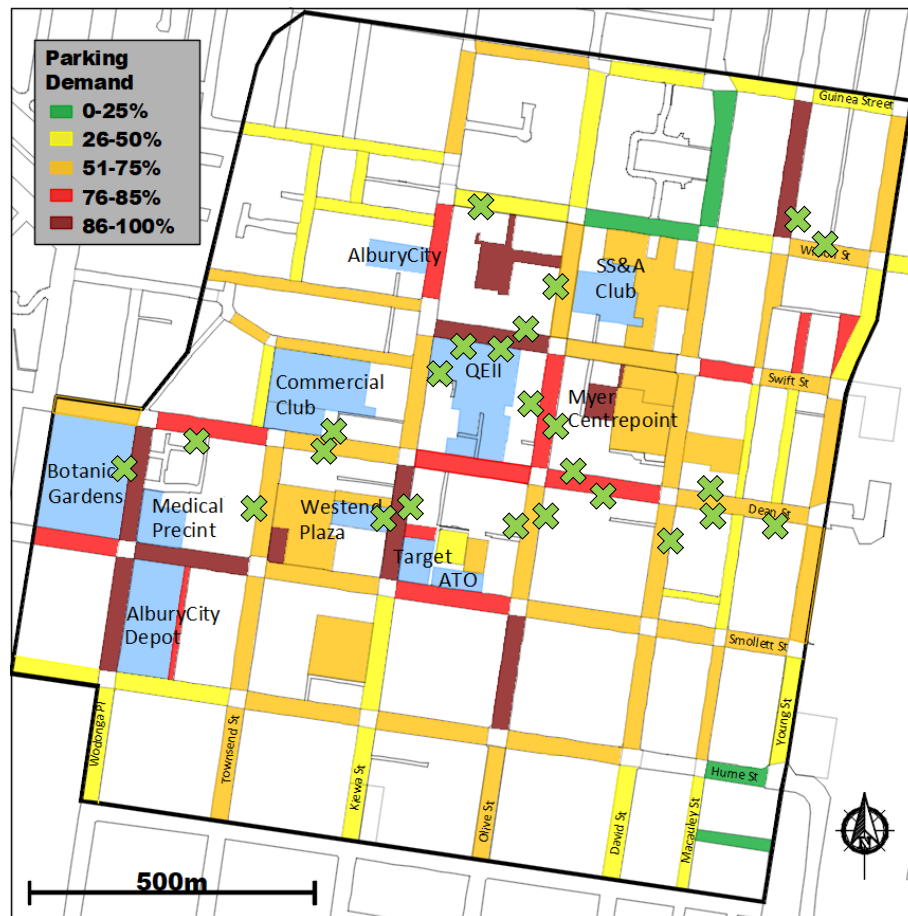 Parking
Demand
0-25%
26-50%
51-75%
76-85%
86-100%
Guinea Street
AlburyCity
SS&A
Club
QEII
Swift St
Commercial
Club
Myer
Centrepoint
Botanic
Gardens
Medical
Precint
Westend
Plaza
Dean St
Target
ATO
AlburyCity
Depot
Smollett St
Wodonga Pl
Townsend St
Kiewa St
Olive St
David St
Macauley St
Young St
Hume St
500m
N